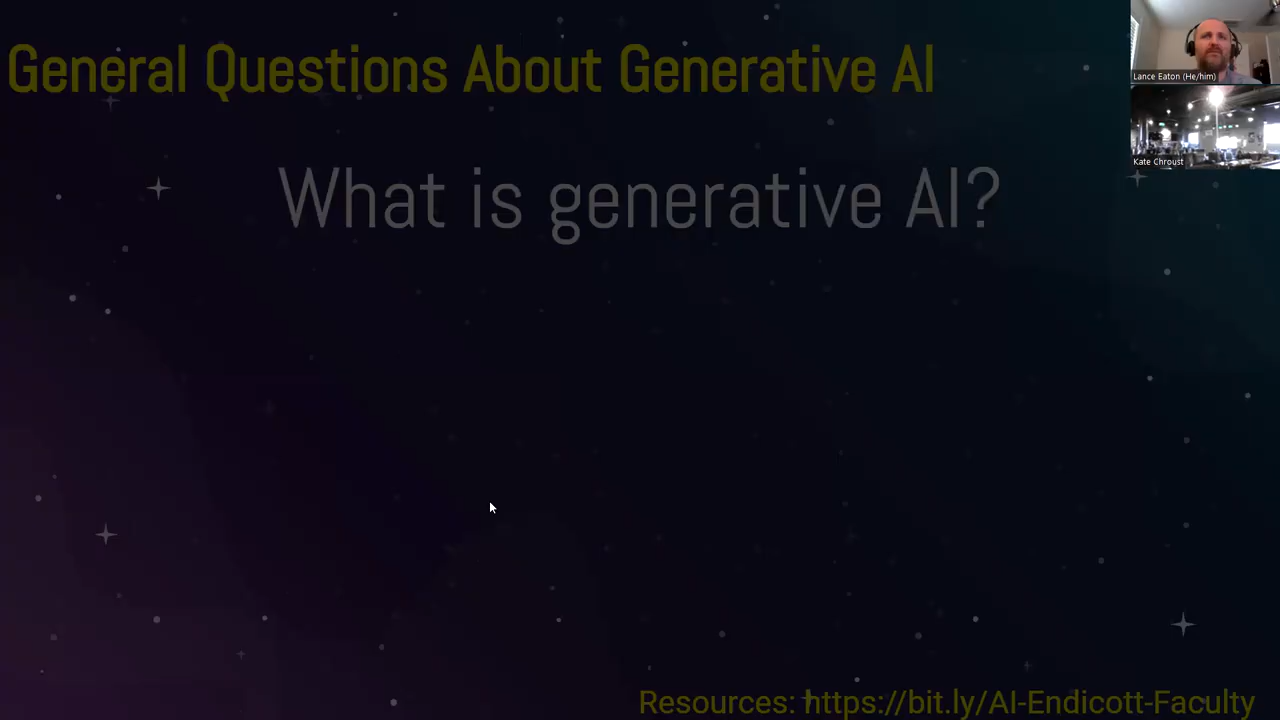 General Questions About Generative AI
What is generative AI?
Lance Eaton (He/him)
Kate Chroust
Resources: https://bit.ly/AI-Endicott-Faculty